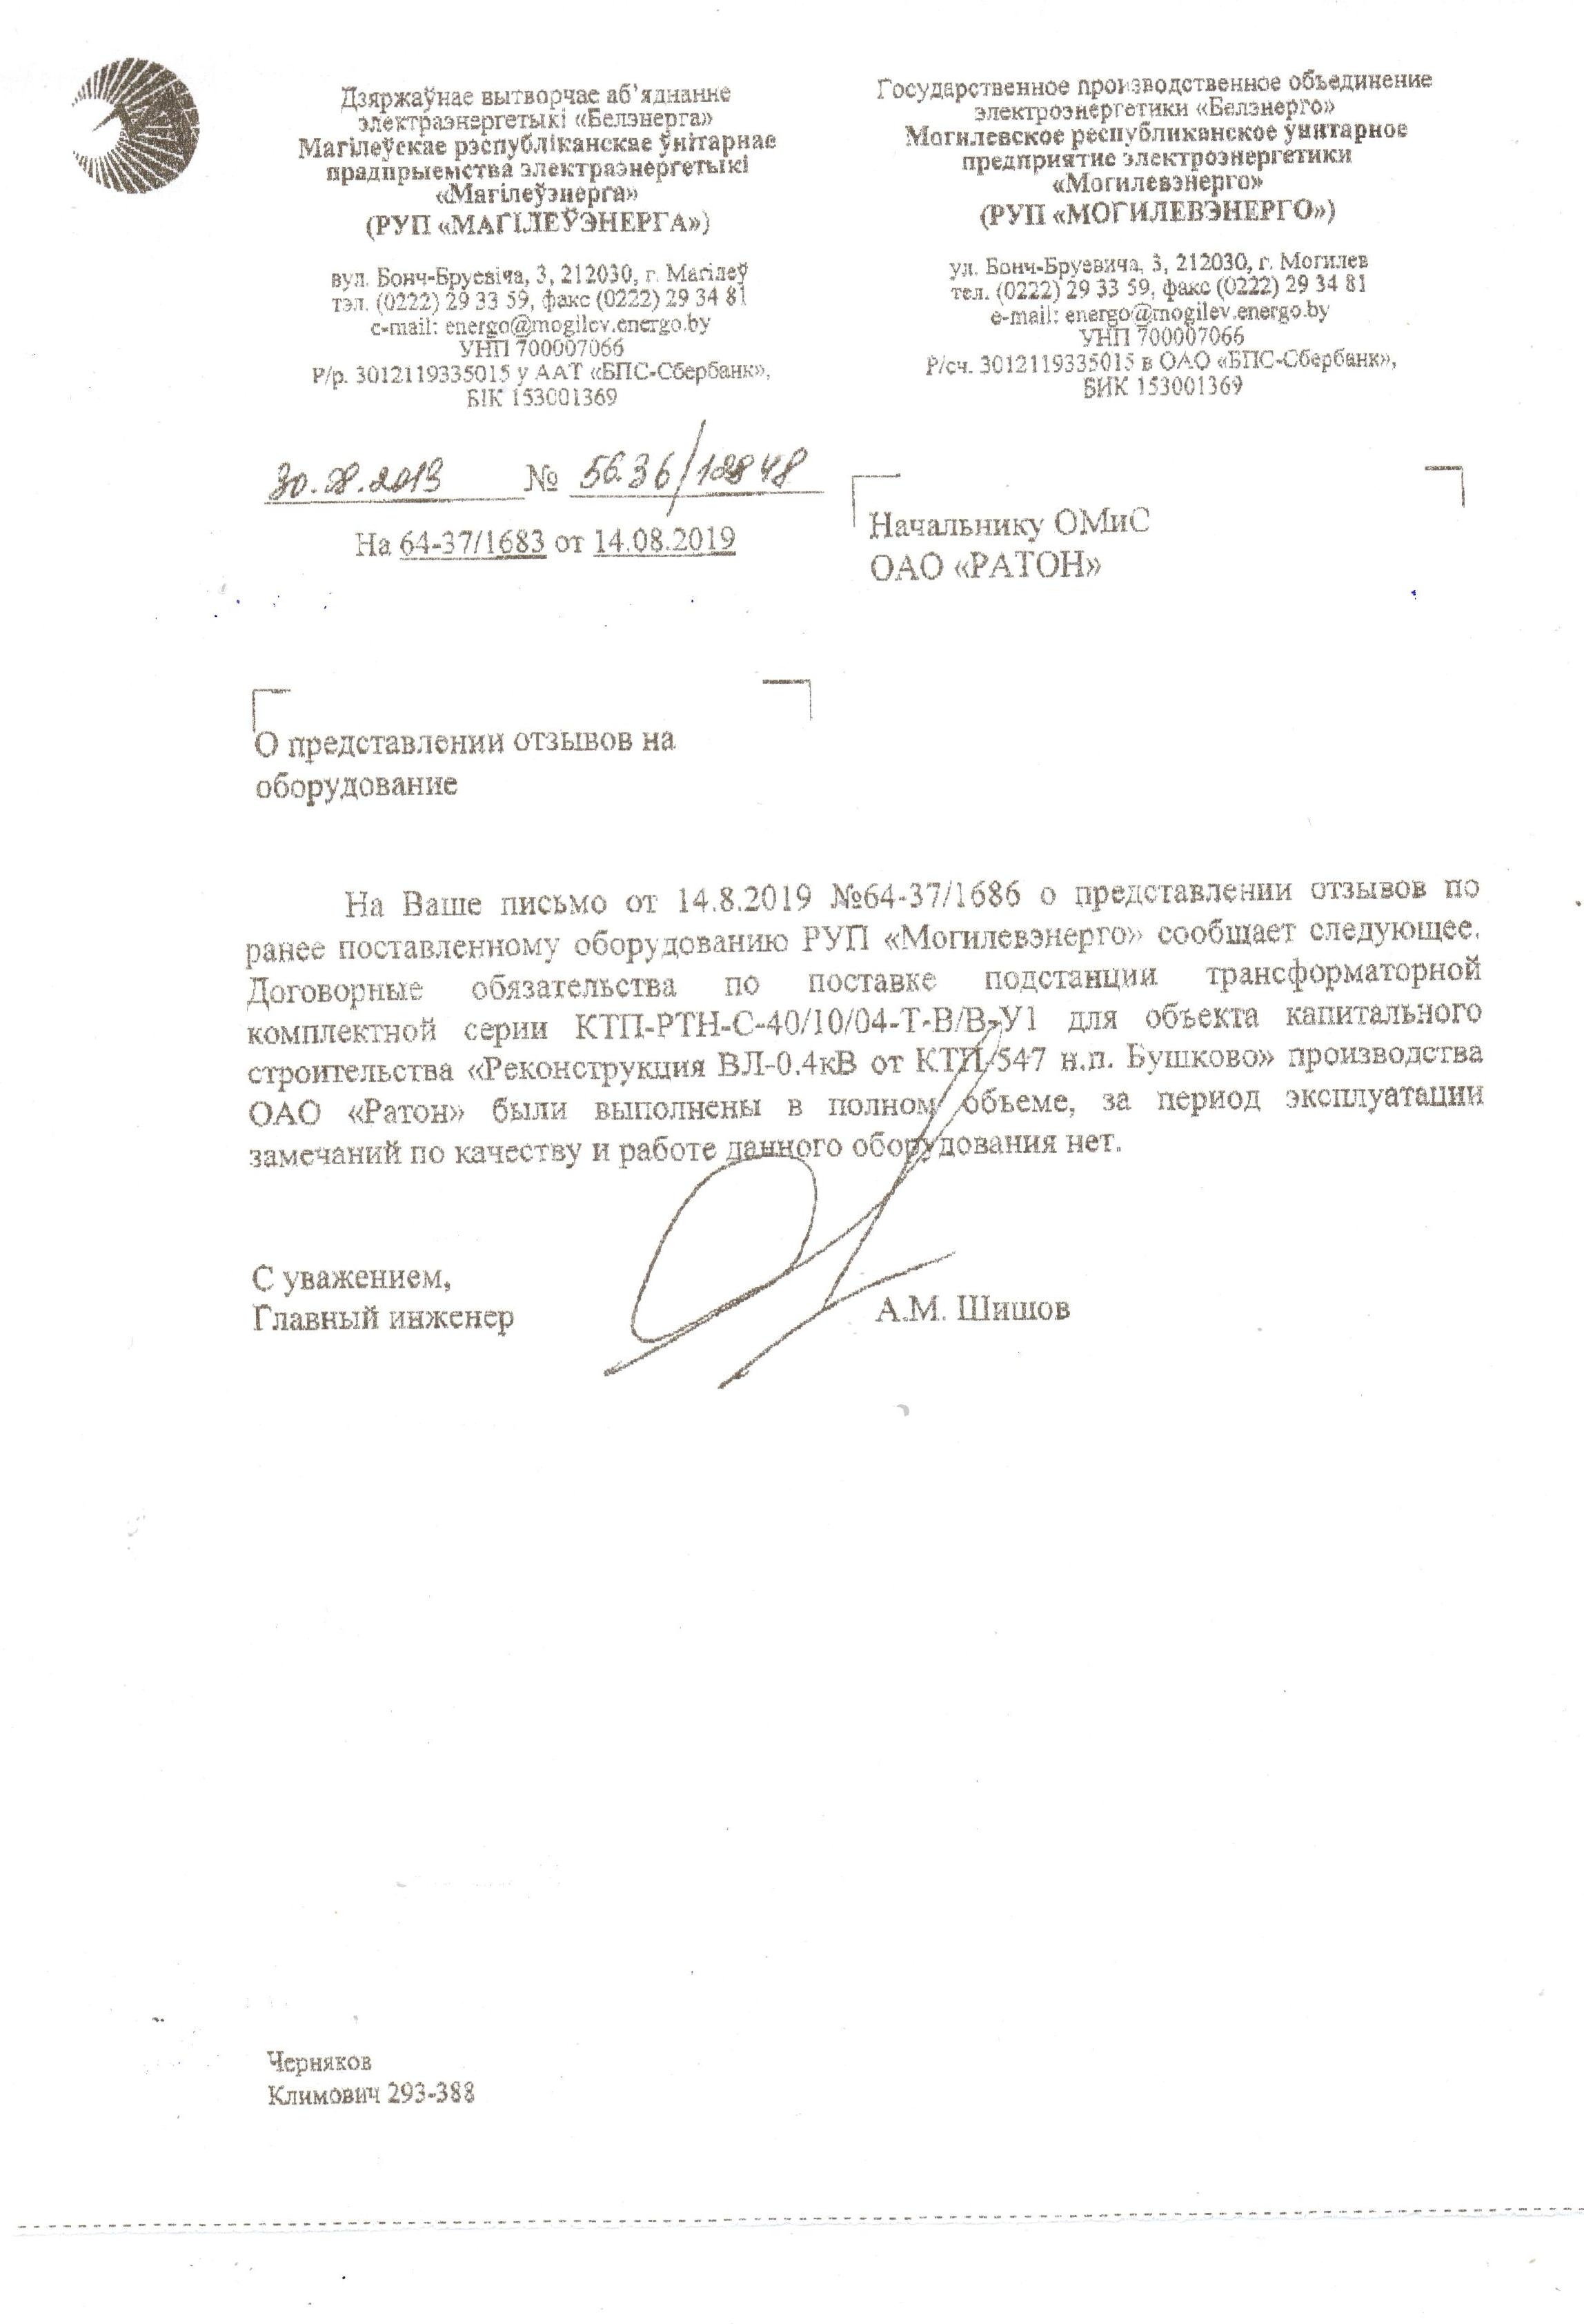 Дзяржаўнае вытворчае аб’яднанне
электраэнергетыкі «Белэнерга»
Магілеўскае рэспубліканскае ўнітарнае
прадпрыемства электраэнергетыкі
«Магілеўэнерга»
(РУП «МАГІЛЕЎЭНЕРГА»)
вул. Бонч-Бруевіча, 3, 212030, г. Магілеў
тэл. (0222) 29 33 59, факс (0222) 29 34 81
e-mail: energo@mogilev.energo.by
УНП 700007066
Р/р. 3012119335015 у ААТ «БПС-Сбербанк»,
БІК 153001369
Государственное производственное объединение
электроэнергетики «Белэнерго»
Могилевское республиканское унитарное
предприятие электроэнергетики
«Могилевэнерго»
(РУП «МОГИЛЕВЭНЕРГО»)
ул. Бонч-Бруевича, 3, 212030, г. Могилев
тел. (0222) 29 33 59, факс (0222) 29 34 81
e-mail: energo@mogilev.energo.by
УНП 700007066
Р/сч. 3012119335015 в ОАО «БПС-Сбербанк»,
БИК 153001369
30.08.2019 № 56.36/12848
На 64-37/1683 от 14.08.2019
Начальнику ОМиС
ОАО «РАТОН»
О представлении отзывов на
оборудование
На Ваше письмо от 14.8.2019 №64-37/1686 о представлении отзывов по
ранее поставленному оборудованию РУП «Могилевэнерго» сообщает следующее.
Договорные обязательства по поставке подстанции трансформаторной
комплектной серии КТП-РТН-С-40/10/04-Т-В/В-У1 для объекта капитального
строительства «Реконструкция ВЛ-0.4кВ от КТП 547 н.п. Бушково» производства
ОАО «Ратон» были выполнены в полном объеме, за период эксплуатации
замечаний по качеству и работе данного оборудования нет.
С уважением,
Главный инженер А.М. Шишов
Черняков
Климович 293-388